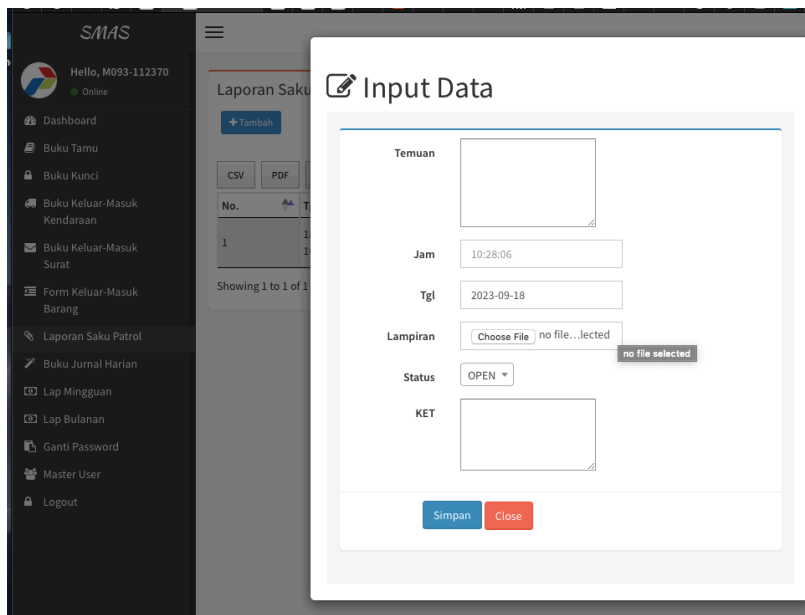 SMAS
Hello, M093-112370
Online
Dashboard
Buku Tamu
Buku Kunci
Buku Keluar-Masuk
Kendaraan
Buku Keluar-Masuk
Surat
Form Keluar-Masuk
Barang
Laporan Saku Patrol
Buku Jurnal Harian
Lap Mingguan
Lap Bulanan
Ganti Password
Master User
Logout
Laporan Saku
+Tambah
CSV PDF
No.
1
Showing 1 to 1 of 1
Input Data
Temuan
Jam 10:28:06
Tgl 2023-09-18
Lampiran Choose File no file...lected
no file selected
Status OPEN
KET
Simpan Close